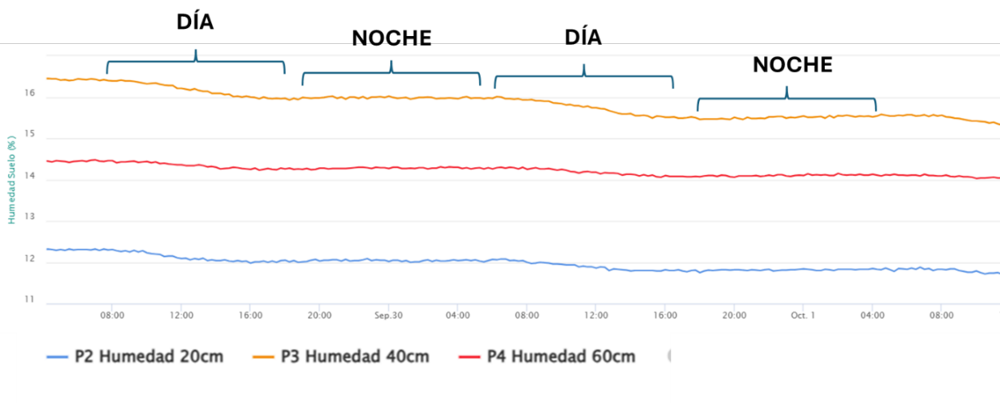 DÍA
NOCHE
DÍA
NOCHE
Humedad Suelo (%)
16
15
14
13
12
11
08:00 12:00 16:00 20:00 Sep.30 04:00 08:00 12:00 16:00 20:00 Oct. 1 04:00 08:00
P2 Humedad 20cm P3 Humedad 40cm P4 Humedad 60cm